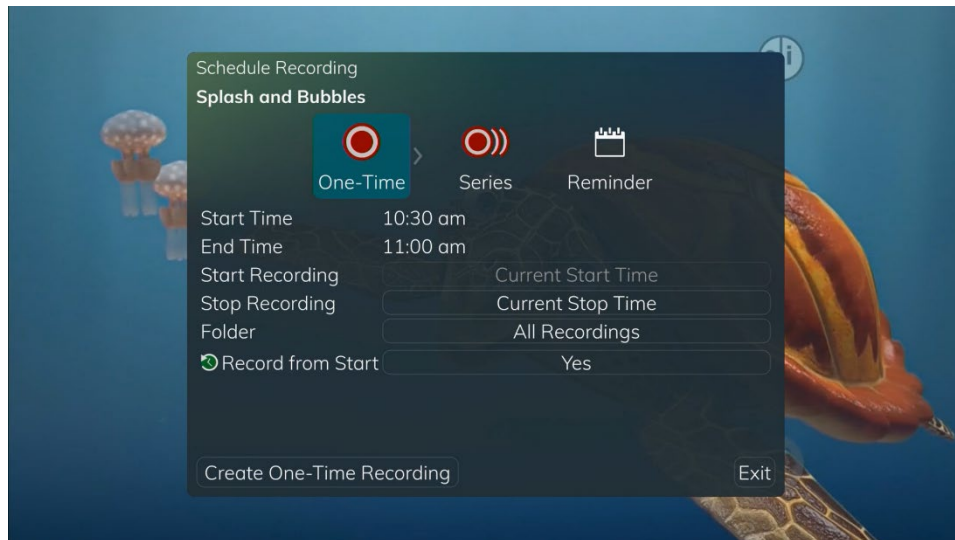 Schedule Recording
Splash and Bubbles
One-Time Series Reminder
Start Time 10:30 am
End Time 11:00 am
Start Recording Current Start Time
Stop Recording Current Stop Time
Folder All Recordings
Record from Start Yes
Create One-Time Recording Exit